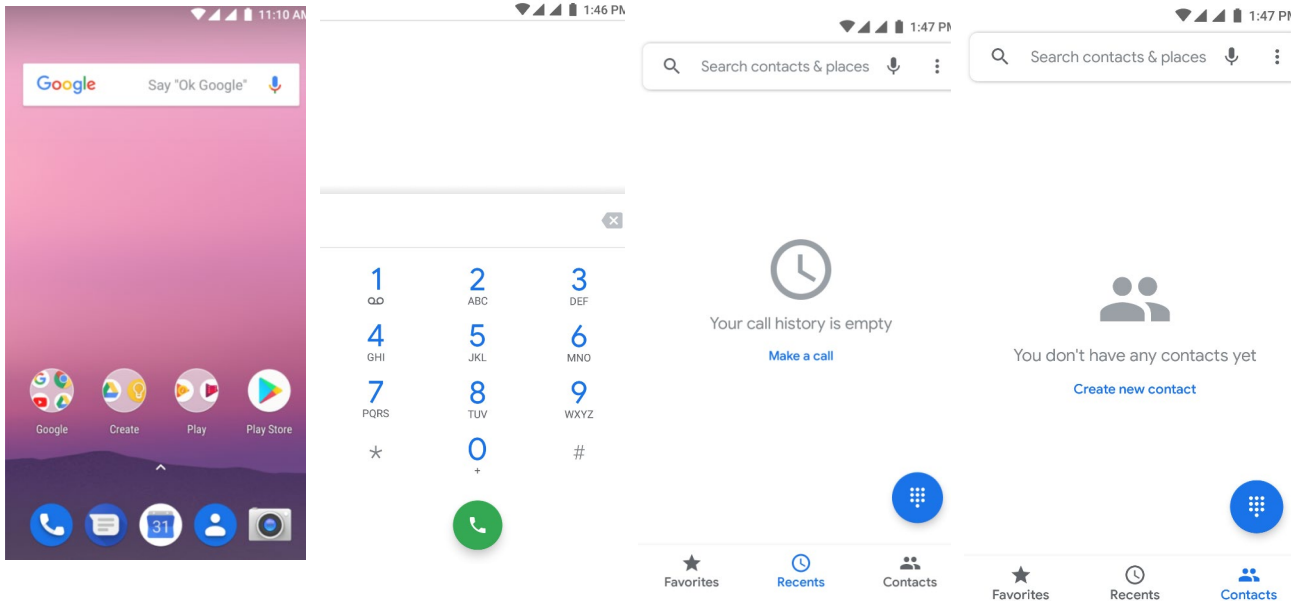 11:10 AM
Google Say "Ok Google"
Google Create Play Play Store
31
1:46 PM
1 2 3
ABC DEF
4 5 6
GHI JKL MNO
7 8 9
PQRS TUV WXYZ
* 0 #
+
1:47 PM
Search contacts & places
Your call history is empty
Make a call
Favorites Recents Contacts
1:47 PM
Search contacts & places
You don't have any contacts yet
Create new contact
Favorites Recents Contacts